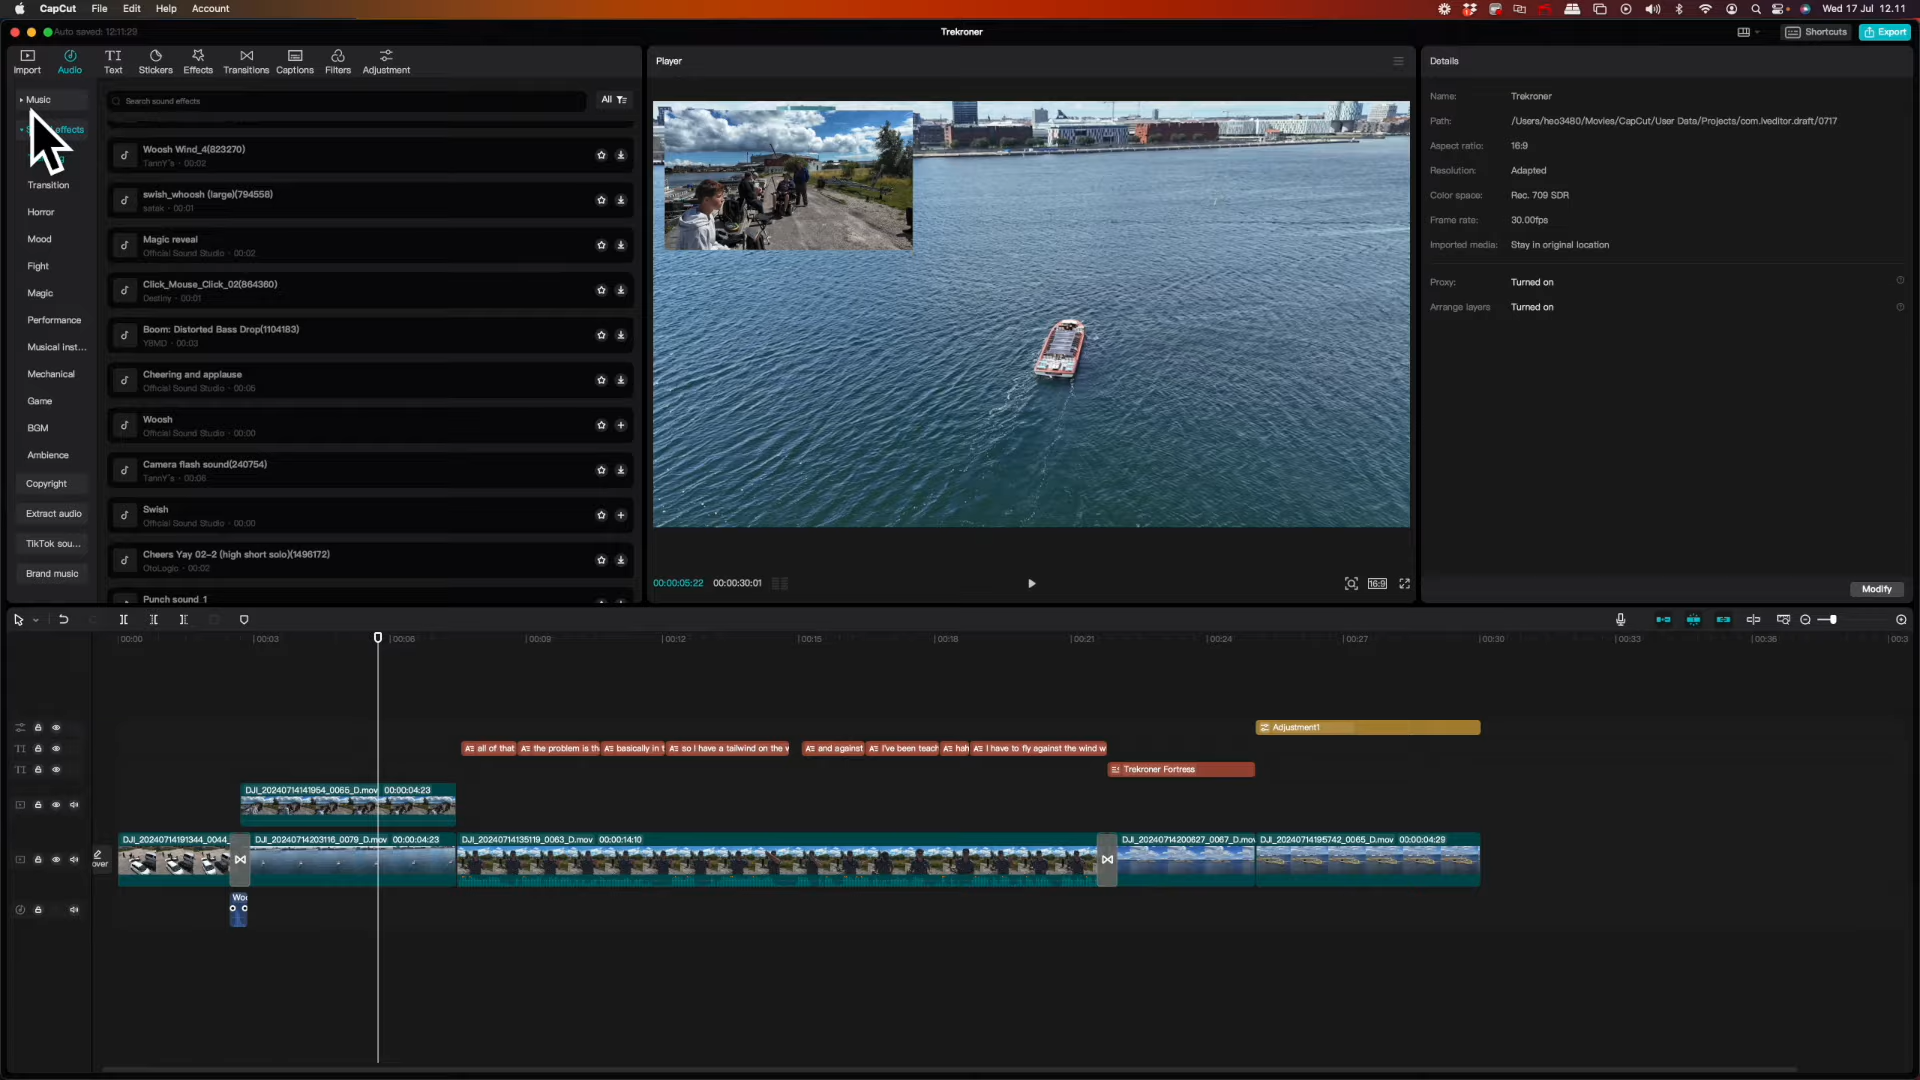 CapCut File Edit Help Account
Wed 17 Jul 12.11
Auto saved: 12:11:29
Trekroner
Shortcuts
Export
Import Audio Text Stickers Effects Transitions Captions Filters Adjustment
Music
effects
Transition
Horror
Mood
Fight
Magic
Performance
Musical inst...
Mechanical
Game
BGM
Ambience
Copyright
Extract audio
TikTok sou...
Brand music
Search sound effects
All
Woosh Wind_4(823270)
TannY's · 00:02
swish_whoosh (large)(794558)
satak · 00:01
Magic reveal
Official Sound Studio · 00:02
Click_Mouse_Click_02(864360)
Destiny · 00:01
Boom: Distorted Bass Drop(1104183)
YBMD · 00:03
Cheering and applause
Official Sound Studio · 00:05
Woosh
Official Sound Studio · 00:00
Camera flash sound(240754)
TannY's · 00:06
Swish
Official Sound Studio · 00:00
Cheers Yay 02-2 (high short solo)(1496172)
OtoLogic · 00:02
Punch sound 1
Player
00:00:05:22 00:00:30:01
16:9
Details
Name: Trekroner
Path: /Users/heo3480/Movies/CapCut/User Data/Projects/com.lveditor.draft/0717
Aspect ratio: 16:9
Resolution: Adapted
Color space: Rec. 709 SDR
Frame rate: 30.00fps
Imported media: Stay in original location
Proxy: Turned on
Arrange layers Turned on
Modify
00:00 00:03 00:06 00:09 00:12 00:15 00:18 00:21 00:24 00:27 00:30 00:33 00:36 00:3
Adjustment1
all of that the problem is th basically in t so I have a tailwind on the w and against I've been teach hah I have to fly against the wind w
Trekroner Fortress
DJI_20240714141954_0065_D.mov 00:00:04:23
DJI_20240714191344_0044_ DJI_20240714203116_0079_D.mov 00:00:04:23 DJI_20240714135119_0063_D.mov 00:00:14:10 DJI_20240714200627_0067_D.mov DJI_20240714195742_0065_D.mov 00:00:04:29
over
Woo